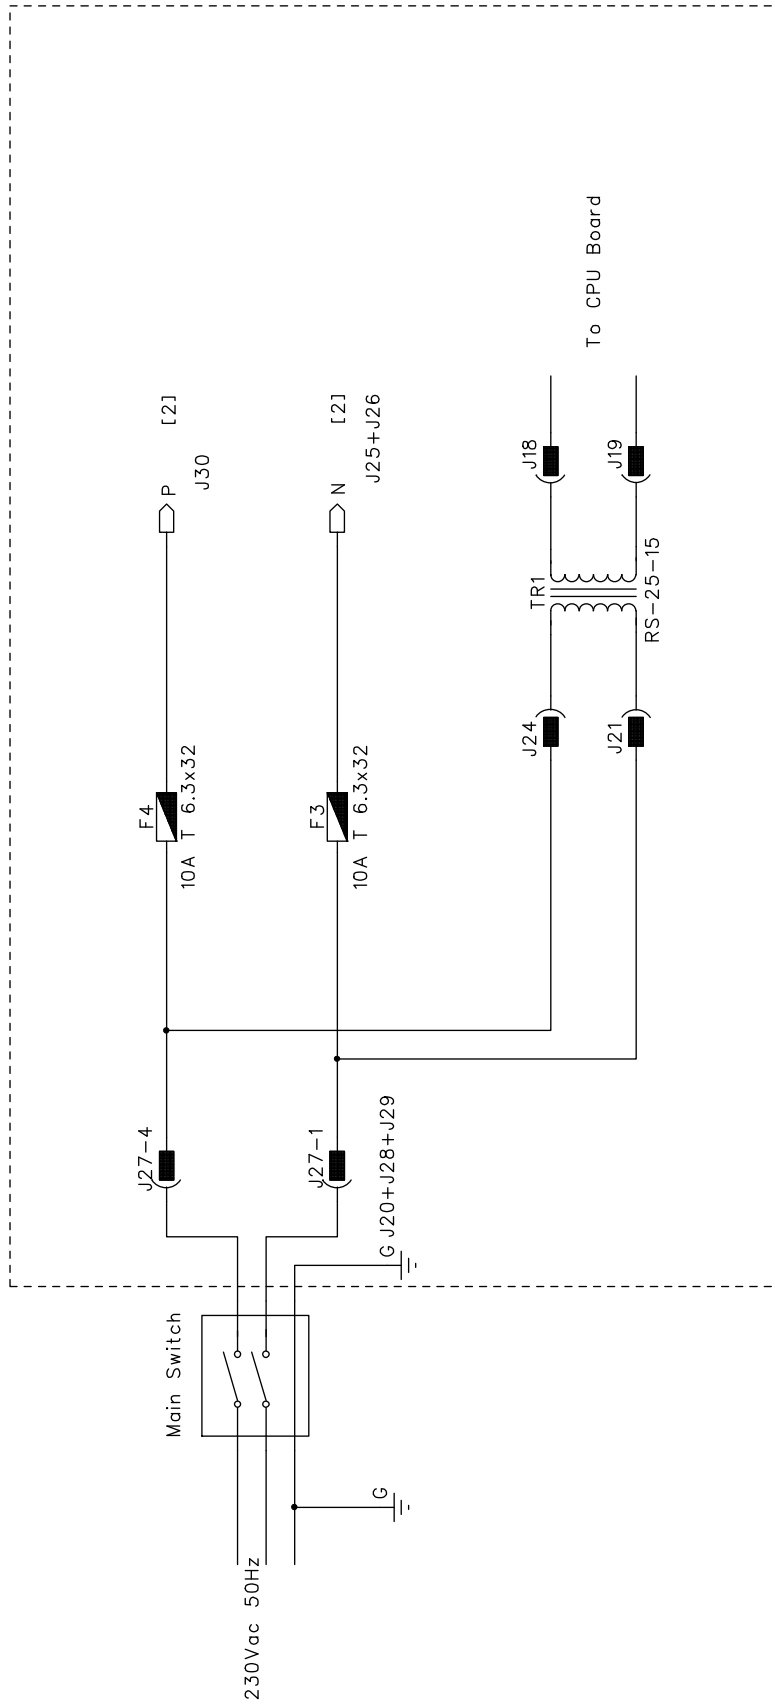 230Vac 50Hz
Main Switch
G
G J20+J28+J29
J27-4
J27-1
F4
10A T 6.3x32
F3
10A T 6.3x32
P [2]
J30
N [2]
J25+J26
J24
J21
TR1
RS-25-15
J18
J19
To CPU Board